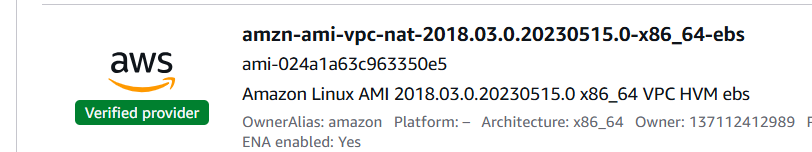 aws
Verified provider
amzn-ami-vpc-nat-2018.03.0.20230515.0-x86_64-ebs
ami-024a1a63c963350e5
Amazon Linux AMI 2018.03.0.20230515.0 x86_64 VPC HVM ebs
OwnerAlias: amazon Platform: – Architecture: x86_64 Owner: 137112412989
ENA enabled: Yes